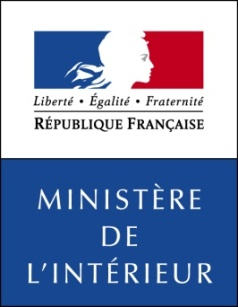 Liberté • Égalité • Fraternité
RÉPUBLIQUE FRANÇAISE
MINISTÈRE
DE
L'INTÉRIEUR